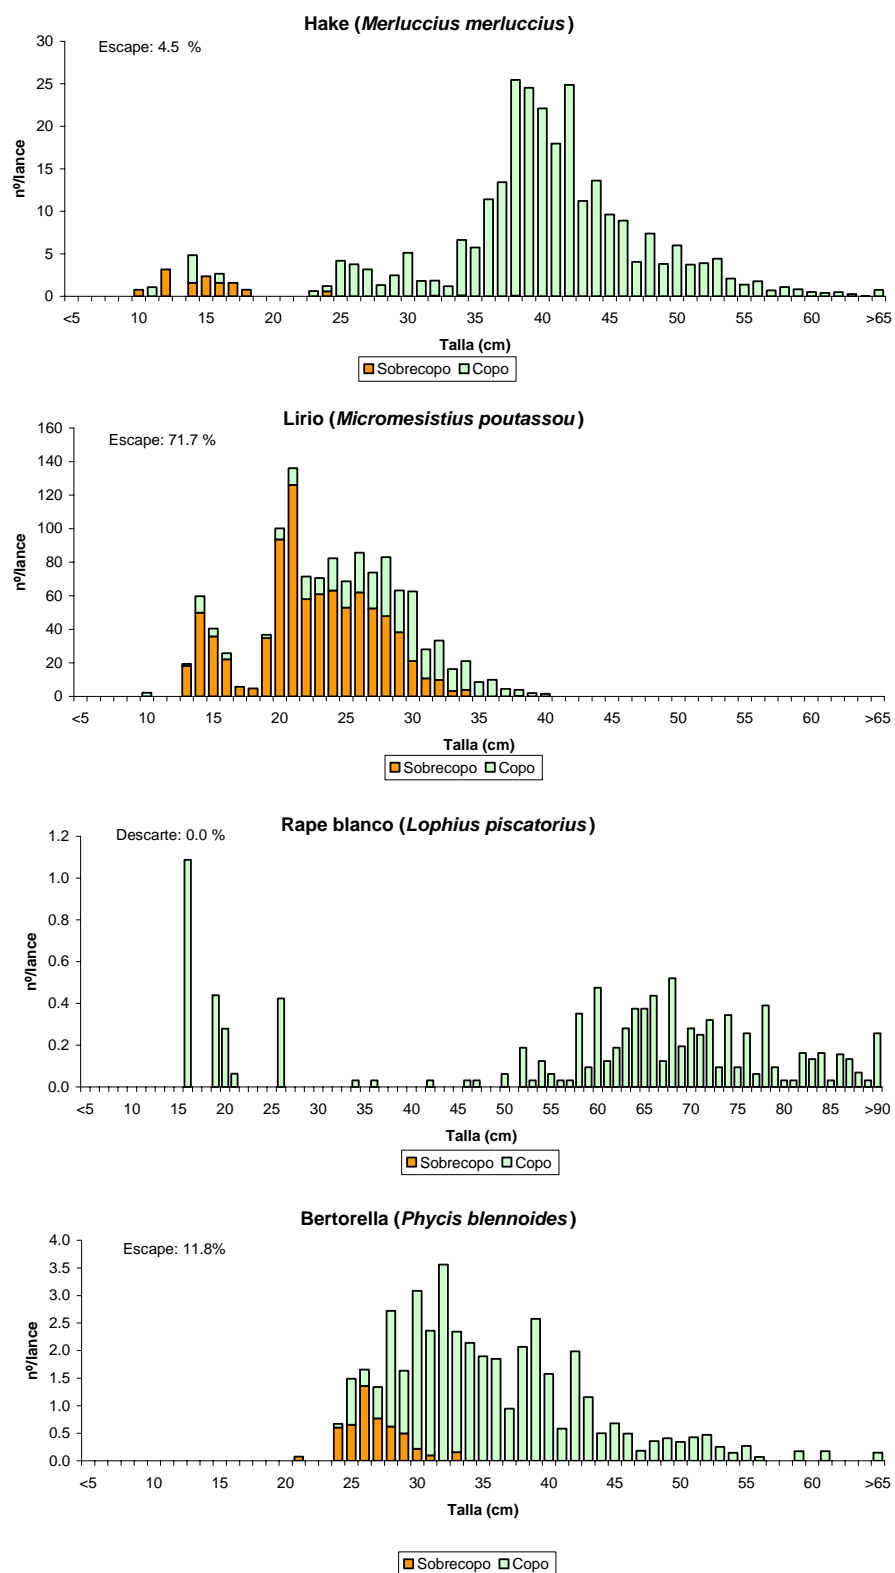 Hake (Merluccius merluccius)
Escape: 4.5 %
30
25
20
15
10
5
0
nº/lance
<5 10 15 20 25 30 35 40 45 50 55 60 >65
Talla (cm)
Sobrecopo Copo
Lirio (Micromesistius poutassou)
Escape: 71.7 %
160
140
120
100
80
60
40
20
0
nº/lance
<5 10 15 20 25 30 35 40 45 50 55 60 >65
Talla (cm)
Sobrecopo Copo
Rape blanco (Lophius piscatorius)
Descarte: 0.0 %
1.2
1.0
0.8
0.6
0.4
0.2
0.0
nº/lance
<5 10 15 20 25 30 35 40 45 50 55 60 65 70 75 80 85 >90
Talla (cm)
Sobrecopo Copo
Bertorella (Phycis blennoides)
Escape: 11.8%
4.0
3.5
3.0
2.5
2.0
1.5
1.0
0.5
0.0
nº/lance
<5 10 15 20 25 30 35 40 45 50 55 60 >65
Talla (cm)
Sobrecopo Copo